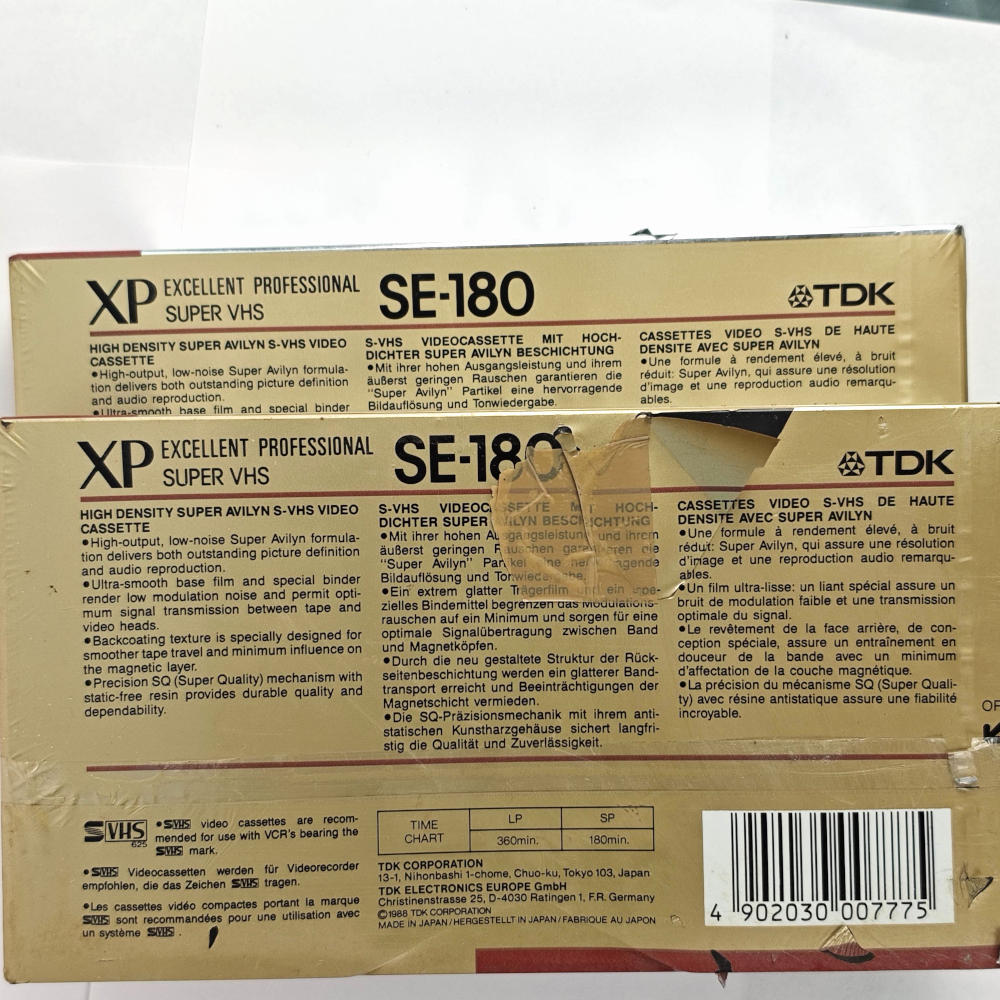 XP EXCELLENT PROFESSIONAL
SUPER VHS
SE-180
TDK
HIGH DENSITY SUPER AVILYN S-VHS VIDEO
CASSETTE
•High-output, low-noise Super Avilyn formula-
tion delivers both outstanding picture definition
and audio reproduction.
•Ultra-smooth base film and special binder
S-VHS VIDEOCASSETTE MIT HOCH-
DICHTER SUPER AVILYN BESCHICHTUNG
•Mit ihrer hohen Ausgangsleistung und ihrem
äußerst geringen Rauschen garantieren die
"Super Avilyn" Partikel eine hervorragende
Bildauflösung und Tonwiedergabe.
CASSETTES VIDEO S-VHS DE HAUTE
DENSITE AVEC SUPER AVILYN
•Une formule à rendement élevé, à bruit
réduit: Super Avilyn, qui assure une résolution
d'image et une reproduction audio remarqu-
ables.
XP EXCELLENT PROFESSIONAL
SUPER VHS
SE-180
TDK
HIGH DENSITY SUPER AVILYN S-VHS VIDEO
CASSETTE
•High-output, low-noise Super Avilyn formula-
tion delivers both outstanding picture definition
and audio reproduction.
•Ultra-smooth base film and special binder
render low modulation noise and permit opti-
mum signal transmission between tape and
video heads.
•Backcoating texture is specially designed for
smoother tape travel and minimum influence on
the magnetic layer.
•Precision SQ (Super Quality) mechanism with
static-free resin provides durable quality and
dependability.
S-VHS VIDEOCASSETTE MIT HOCH-
DICHTER SUPER AVILYN BESCHICHTUNG
•Mit ihrer hohen Ausgangsleistung und ihrem
äußerst geringen Rauschen garantieren die
"Super Avilyn" Partikel eine hervorragende
Bildauflösung und Tonwiedergabe.
•Ein extrem glatter Trägerfilm und ein spe-
zielles Bindemittel begrenzen das Modulations-
rauschen auf ein Minimum und sorgen für eine
optimale Signalübertragung zwischen Band
und Magnetköpfen.
•Durch die neu gestaltete Struktur der Rück-
seitenbeschichtung werden ein glatterer Band-
transport erreicht und Beeinträchtigungen der
Magnetschicht vermieden.
•Die SQ-Präzisionsmechanik mit ihrem anti-
statischen Kunstharzgehäuse sichert langfri-
stig die Qualität und Zuverlässigkeit.
CASSETTES VIDEO S-VHS DE HAUTE
DENSITE AVEC SUPER AVILYN
•Une formule à rendement élevé, à bruit
réduit: Super Avilyn, qui assure une résolution
d'image et une reproduction audio remarqu-
ables.
•Un film ultra-lisse: un liant spécial assure un
bruit de modulation faible et une transmission
optimale du signal.
•Le revêtement de la face arrière, de con-
ception spéciale, assure un entraînement en
douceur de la bande avec un minimum
d'affectation de la couche magnétique.
•La précision du mécanisme SQ (Super Quali-
ty) avec résine antistatique assure une fiabilité
incroyable.
S VHS 625
•S-VHS video cassettes are recom-
mended for use with VCR's bearing the
S-VHS mark.
•S-VHS Videocassetten werden für Videorecorder
empfohlen, die das Zeichen S-VHS tragen.
•Les cassettes vidéo compactes portant la marque
S-VHS sont recommandées pour une utilisation avec
un système S-VHS.
TIME CHART LP SP
360min. 180min.
TDK CORPORATION
13-1, Nihonbashi 1-chome, Chuo-ku, Tokyo 103, Japan
TDK ELECTRONICS EUROPE GmbH
Christinenstrasse 25, D-4030 Ratingen 1, F.R. Germany
©1988 TDK CORPORATION
MADE IN JAPAN/HERGESTELLT IN JAPAN/FABRIQUE AU JAPON
4 902030 007775